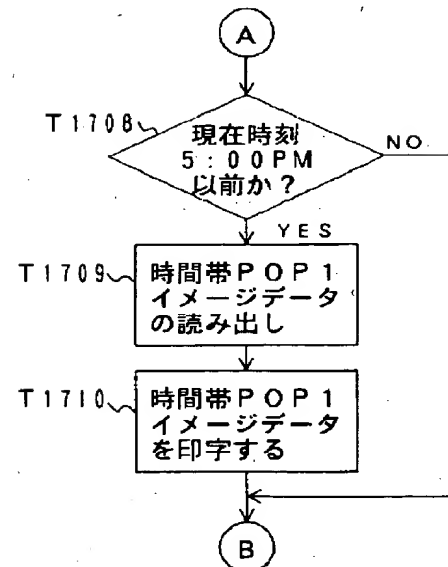 A
T1708
現在時刻
5:00PM
以前か?
NO
YES
T1709
時間帯POP1
イメージデータ
の読み出し
T1710
時間帯POP1
イメージデータ
を印字する
B